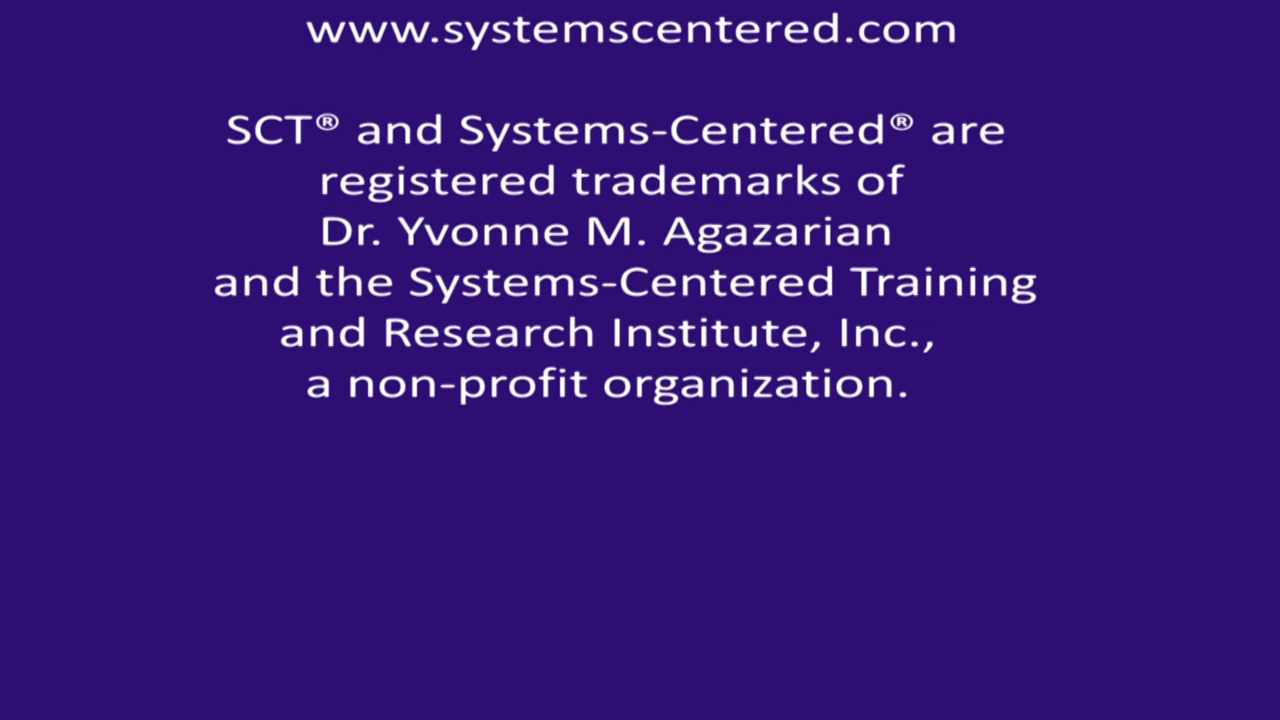 www.systemscentered.com
SCT® and Systems-Centered® are
registered trademarks of
Dr. Yvonne M. Agazarian
and the Systems-Centered Training
and Research Institute, Inc.,
a non-profit organization.